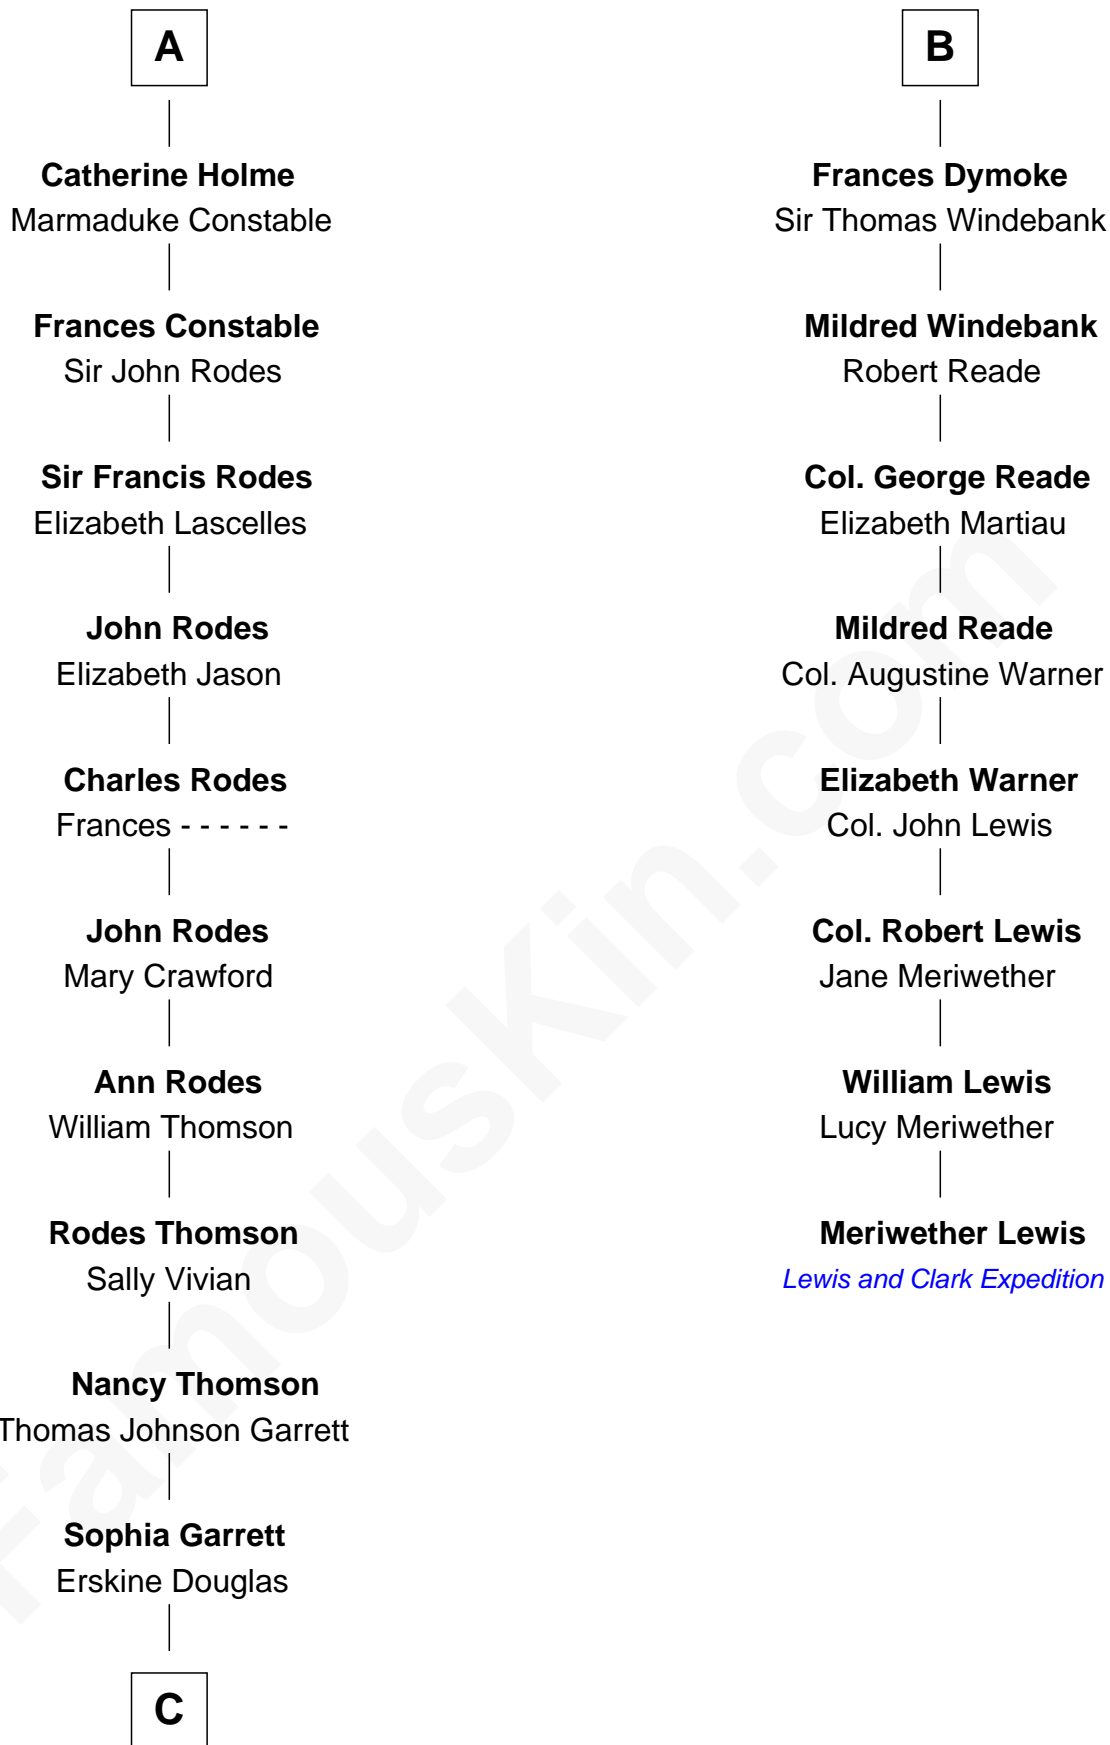 A
Catherine Holme
Marmaduke Constable
Frances Constable
Sir John Rodes
Sir Francis Rodes
Elizabeth Lascelles
John Rodes
Elizabeth Jason
Charles Rodes
Frances - - - - - -
John Rodes
Mary Crawford
Ann Rodes
William Thomson
Rodes Thomson
Sally Vivian
Nancy Thomson
Thomas Johnson Garrett
Sophia Garrett
Erskine Douglas
C
B
Frances Dymoke
Sir Thomas Windebank
Mildred Windebank
Robert Reade
Col. George Reade
Elizabeth Martiau
Mildred Reade
Col. Augustine Warner
Elizabeth Warner
Col. John Lewis
Col. Robert Lewis
Jane Meriwether
William Lewis
Lucy Meriwether
Meriwether Lewis
Lewis and Clark Expedition
FamousKin.com